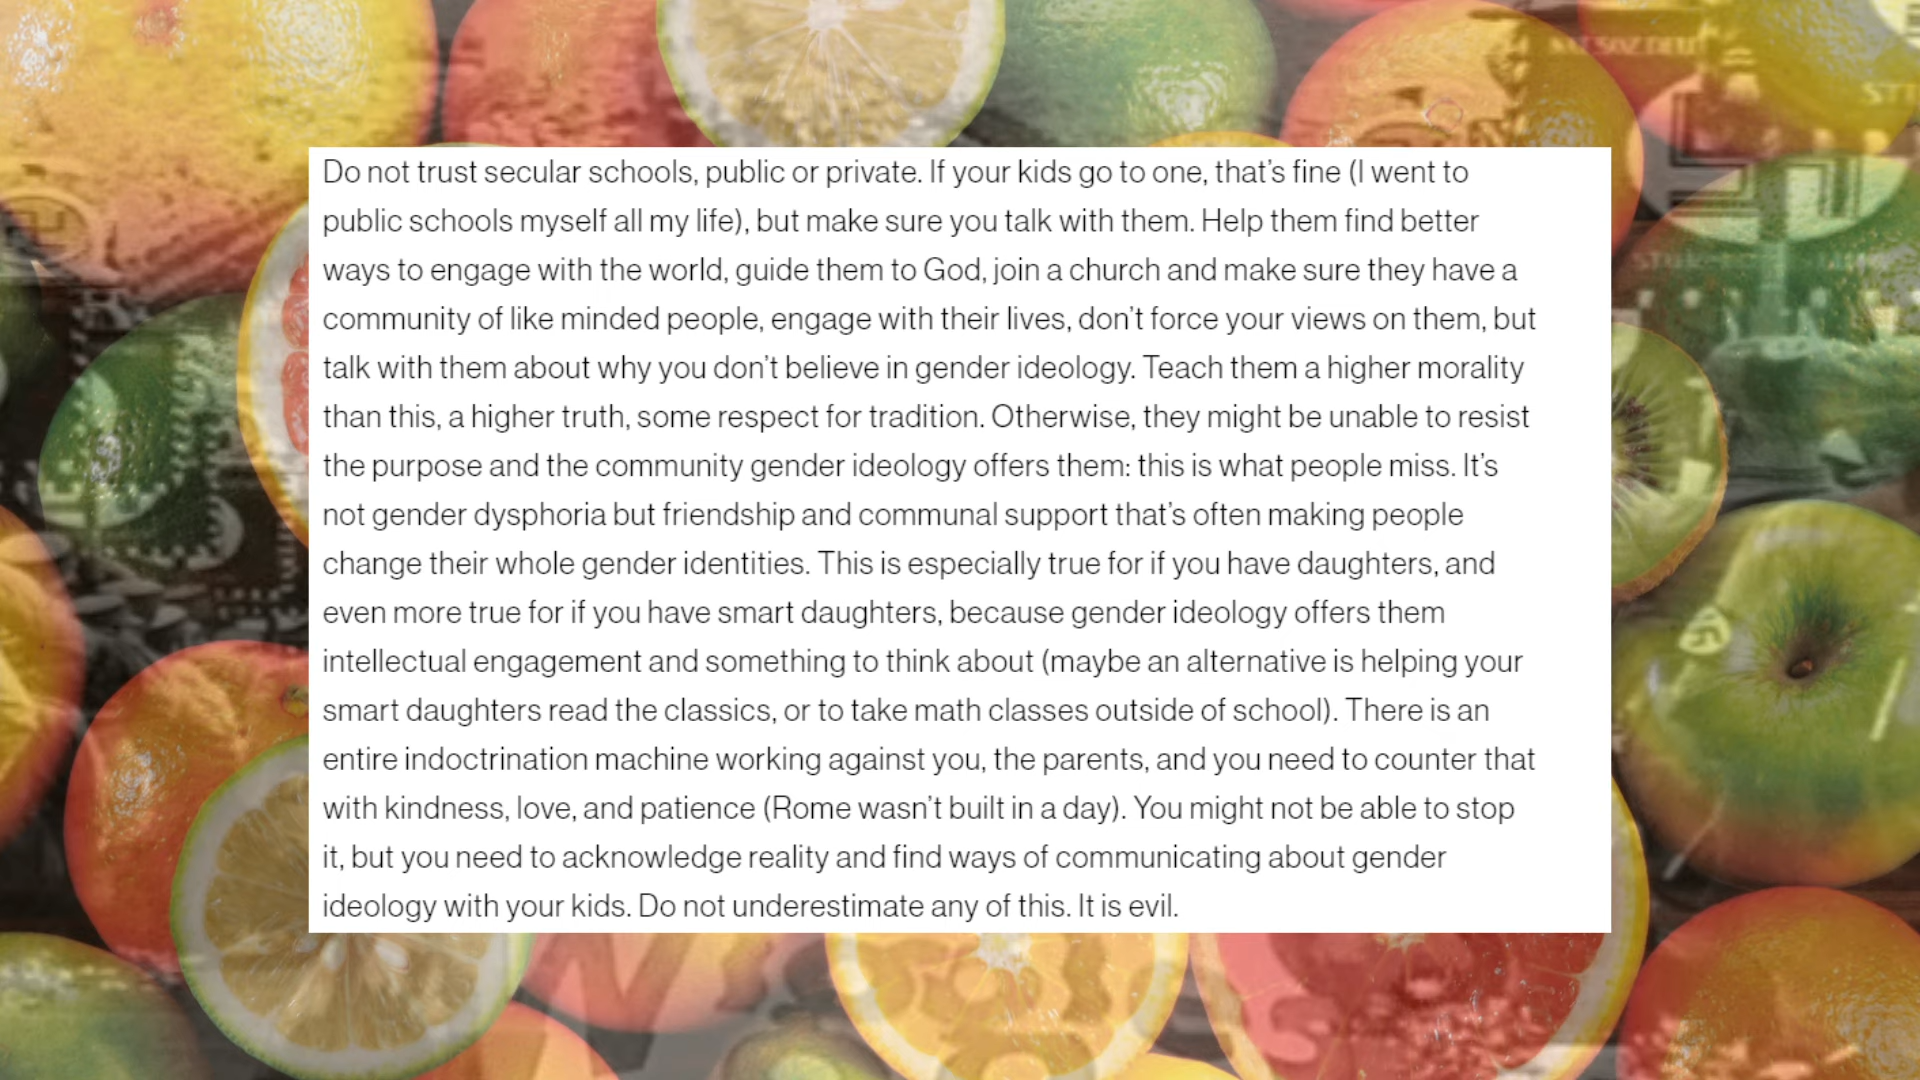 Do not trust secular schools, public or private. If your kids go to one, that's fine (I went to
public schools myself all my life), but make sure you talk with them. Help them find better
ways to engage with the world, guide them to God, join a church and make sure they have a
community of like minded people, engage with their lives, don't force your views on them, but
talk with them about why you don't believe in gender ideology. Teach them a higher morality
than this, a higher truth, some respect for tradition. Otherwise, they might be unable to resist
the purpose and the community gender ideology offers them: this is what people miss. It's
not gender dysphoria but friendship and communal support that's often making people
change their whole gender identities. This is especially true for if you have daughters, and
even more true for if you have smart daughters, because gender ideology offers them
intellectual engagement and something to think about (maybe an alternative is helping your
smart daughters read the classics, or to take math classes outside of school). There is an
entire indoctrination machine working against you, the parents, and you need to counter that
with kindness, love, and patience (Rome wasn't built in a day). You might not be able to stop
it, but you need to acknowledge reality and find ways of communicating about gender
ideology with your kids. Do not underestimate any of this. It is evil.